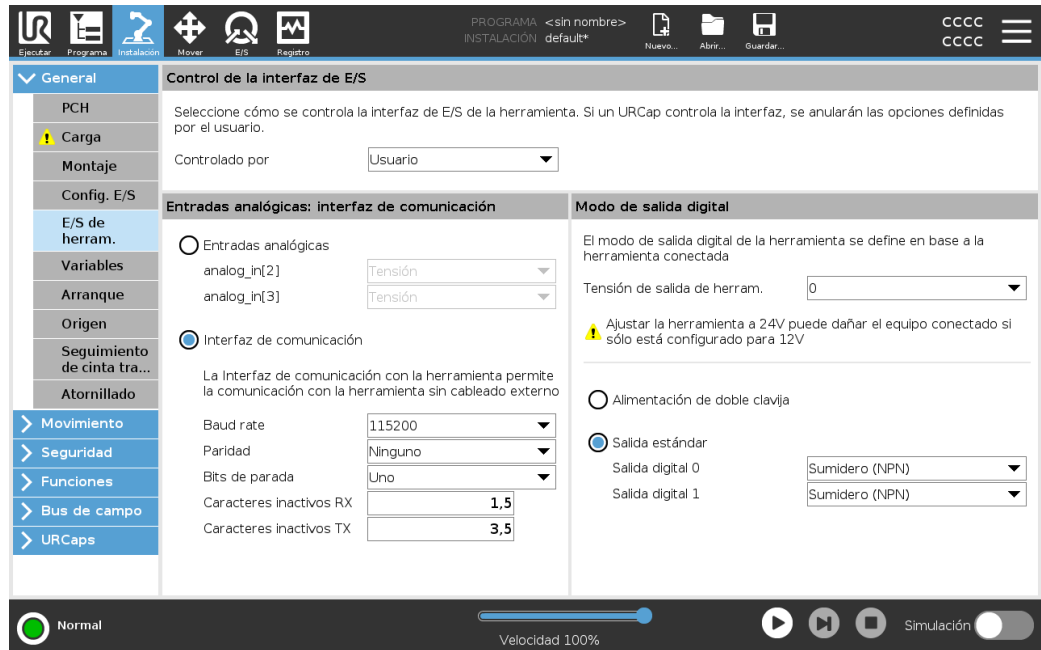 Ejecutar
Programa
Instalación
Mover
E/S
Registro
PROGRAMA <sin nombre>
INSTALACIÓN default*
Nuevo...
Abrir...
Guardar...
CCCC
CCCC
General
PCH
Carga
Montaje
Config. E/S
E/S de
herram.
Variables
Arranque
Origen
Seguimiento
de cinta tra...
Atornillado
Movimiento
Seguridad
Funciones
Bus de campo
URCaps
Control de la interfaz de E/S
Seleccione cómo se controla la interfaz de E/S de la herramienta. Si un URCap controla la interfaz, se anularán las opciones definidas
por el usuario.
Controlado por Usuario
Entradas analógicas: interfaz de comunicación
Entradas analógicas
analog_in[2] Tensión
analog_in[3] Tensión
Interfaz de comunicación
La Interfaz de comunicación con la herramienta permite
la comunicación con la herramienta sin cableado externo
Baud rate 115200
Paridad Ninguno
Bits de parada Uno
Caracteres inactivos RX 1,5
Caracteres inactivos TX 3,5
Modo de salida digital
El modo de salida digital de la herramienta se define en base a la
herramienta conectada
Tensión de salida de herram. 0
Ajustar la herramienta a 24V puede dañar el equipo conectado si
sólo está configurado para 12V
Alimentación de doble clavija
Salida estándar
Salida digital 0 Sumidero (NPN)
Salida digital 1 Sumidero (NPN)
Normal
Velocidad 100%
Simulación